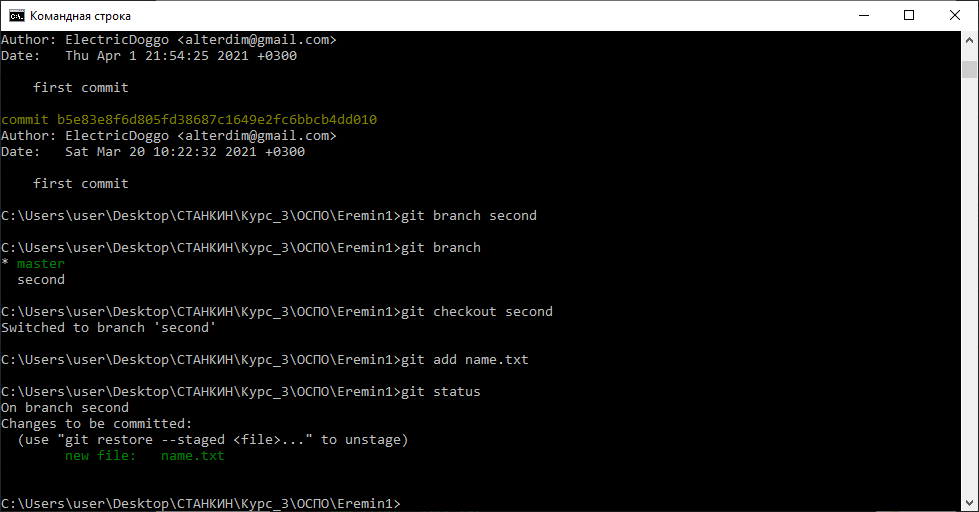 Командная строка
Author: ElectricDoggo <alterdim@gmail.com>
Date:   Thu Apr 1 21:54:25 2021 +0300
    first commit
commit b5e83e8f6d805fd38687c1649e2fc6bbcb4dd010
Author: ElectricDoggo <alterdim@gmail.com>
Date:   Sat Mar 20 10:22:32 2021 +0300
    first commit
C:\Users\user\Desktop\СТАНКИН\Курс_3\ОСПО\Eremin1>git branch second
C:\Users\user\Desktop\СТАНКИН\Курс_3\ОСПО\Eremin1>git branch
* master
  second
C:\Users\user\Desktop\СТАНКИН\Курс_3\ОСПО\Eremin1>git checkout second
Switched to branch 'second'
C:\Users\user\Desktop\СТАНКИН\Курс_3\ОСПО\Eremin1>git add name.txt
C:\Users\user\Desktop\СТАНКИН\Курс_3\ОСПО\Eremin1>git status
On branch second
Changes to be committed:
  (use "git restore --staged <file>..." to unstage)
        new file:   name.txt
C:\Users\user\Desktop\СТАНКИН\Курс_3\ОСПО\Eremin1>